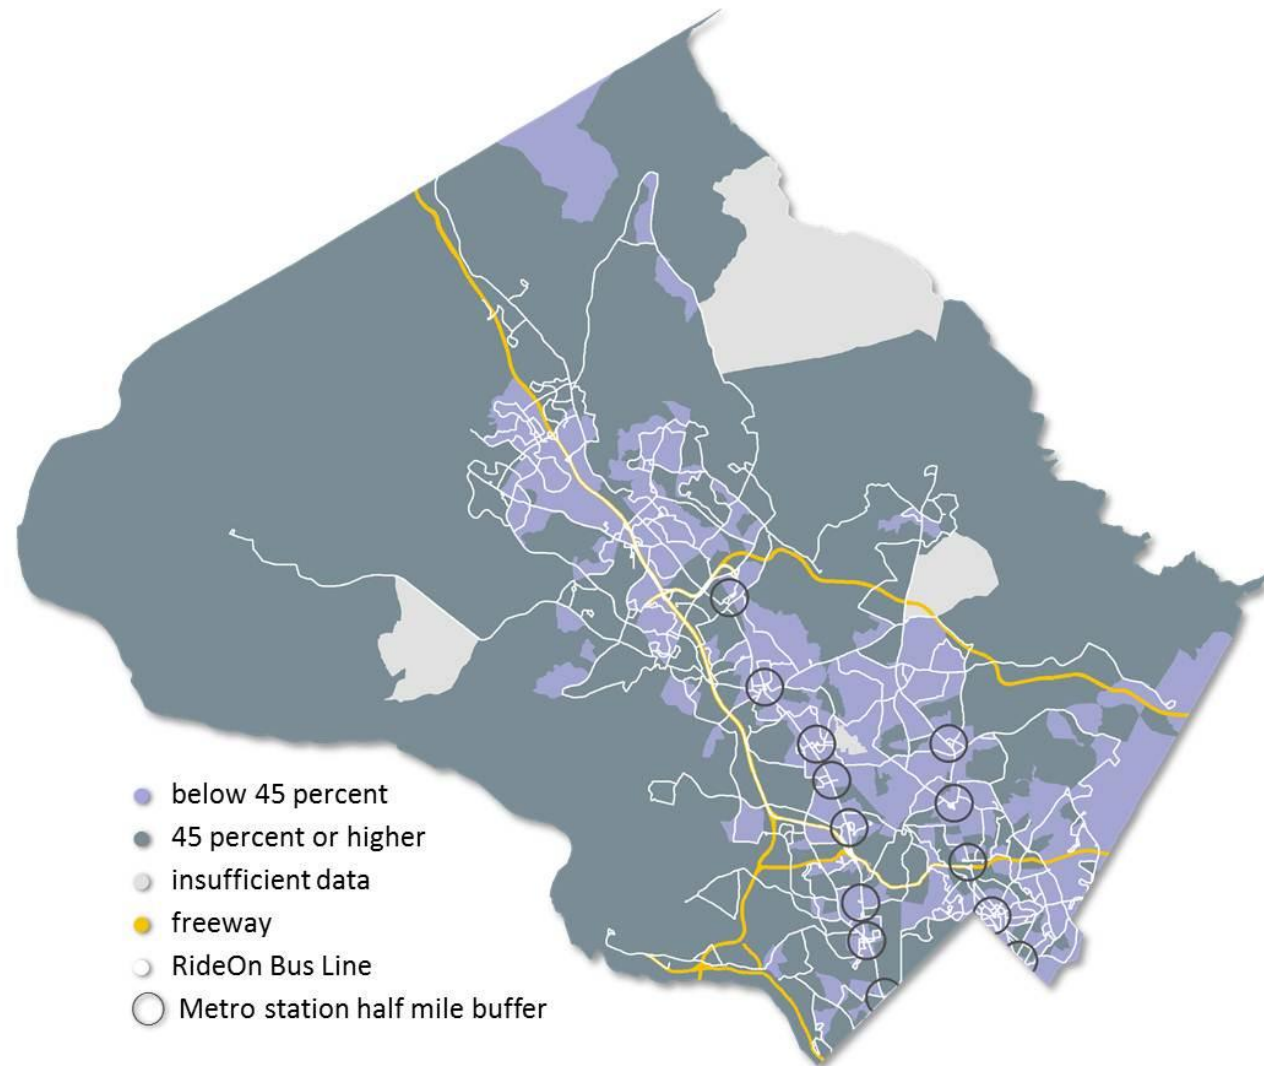 below 45 percent
45 percent or higher
insufficient data
freeway
RideOn Bus Line
Metro station half mile buffer